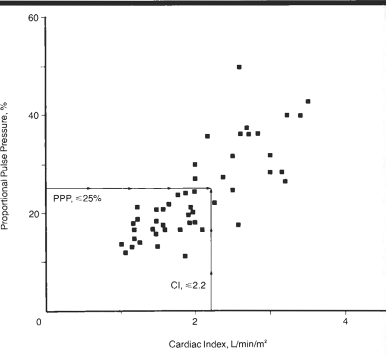 60
40
20
0
2
4
Proportional Pulse Pressure, %
PPP, ≤25%
CI, ≤2.2
Cardiac Index, L/min/m²